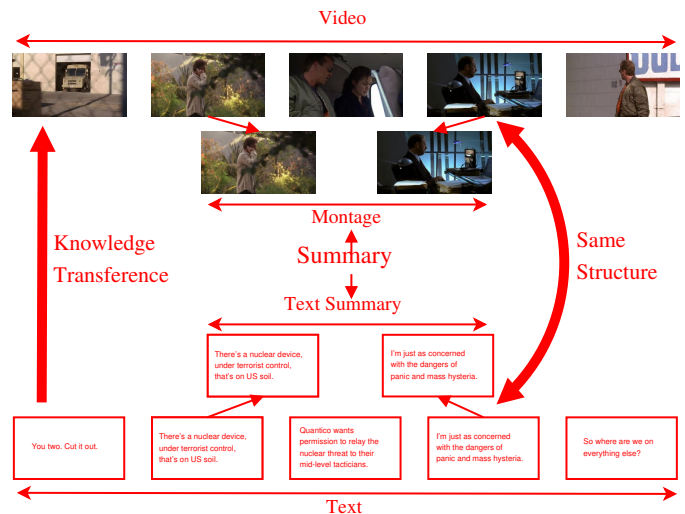 Video
Montage
Knowledge
Transference
Same
Structure
Summary
Text Summary
There's a nuclear device,
under terrorist control,
that's on US soil.
I'm just as concerned
with the dangers of
panic and mass hysteria.
You two. Cut it out.
There's a nuclear device,
under terrorist control,
that's on US soil.
Quantico wants
permission to relay the
nuclear threat to their
mid-level tacticians.
I'm just as concerned
with the dangers of
panic and mass hysteria.
So where are we on
everything else?
Text